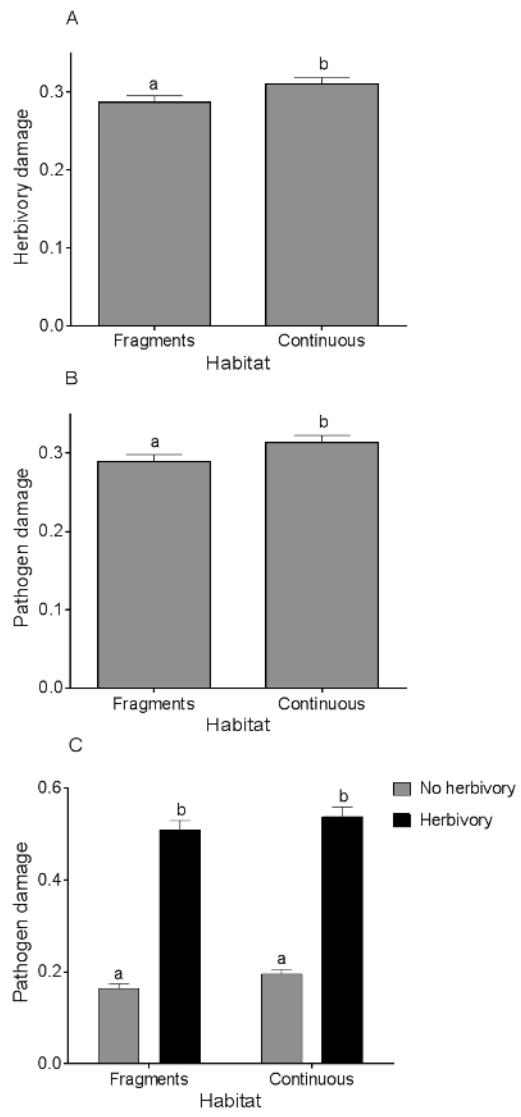 A
a
b
0.3
0.2
0.1
0.0
Herbivory damage
Fragments
Continuous
Habitat
B
a
b
0.3
0.2
0.1
0.0
Pathogen damage
Fragments
Continuous
Habitat
C
No herbivory
Herbivory
a
b
a
b
0.6
0.4
0.2
0.0
Pathogen damage
Fragments
Continuous
Habitat